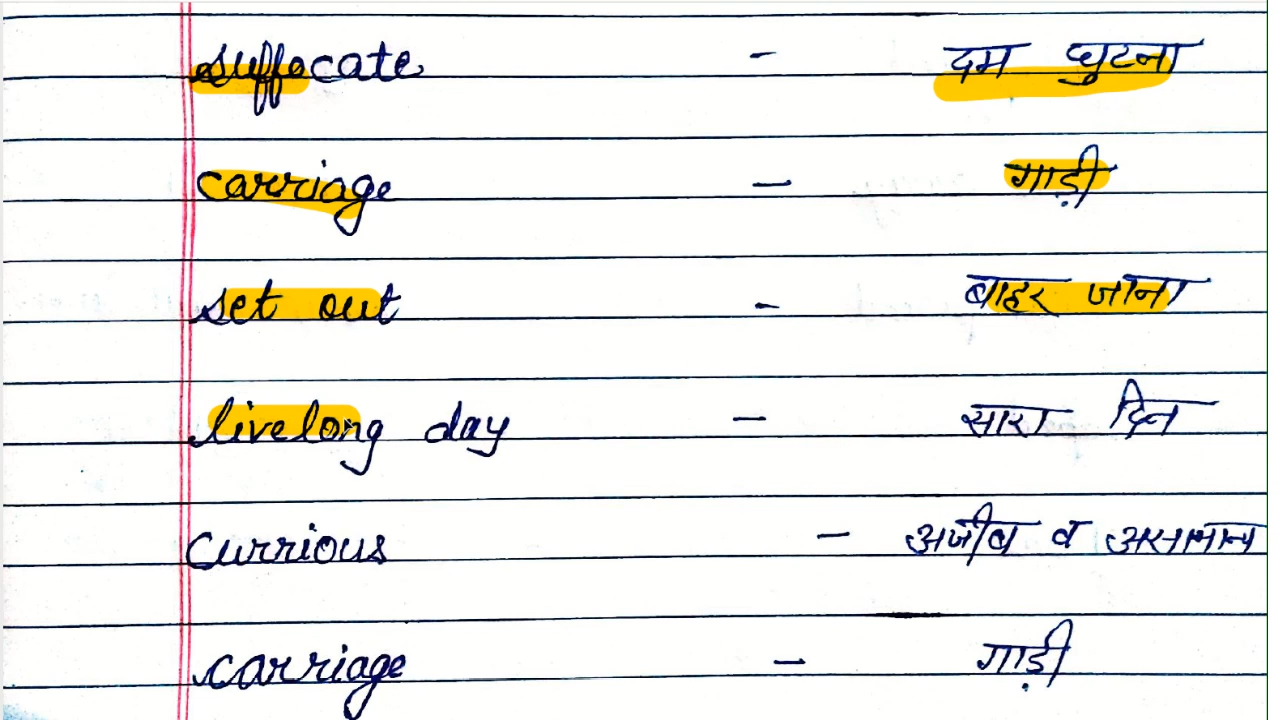 suffocate - दम घुटना
carriage - गाड़ी
set out - बाहर जाना
livelong day - सारा दिन
currious - अजीब व असामान्य
carriage - गाड़ी